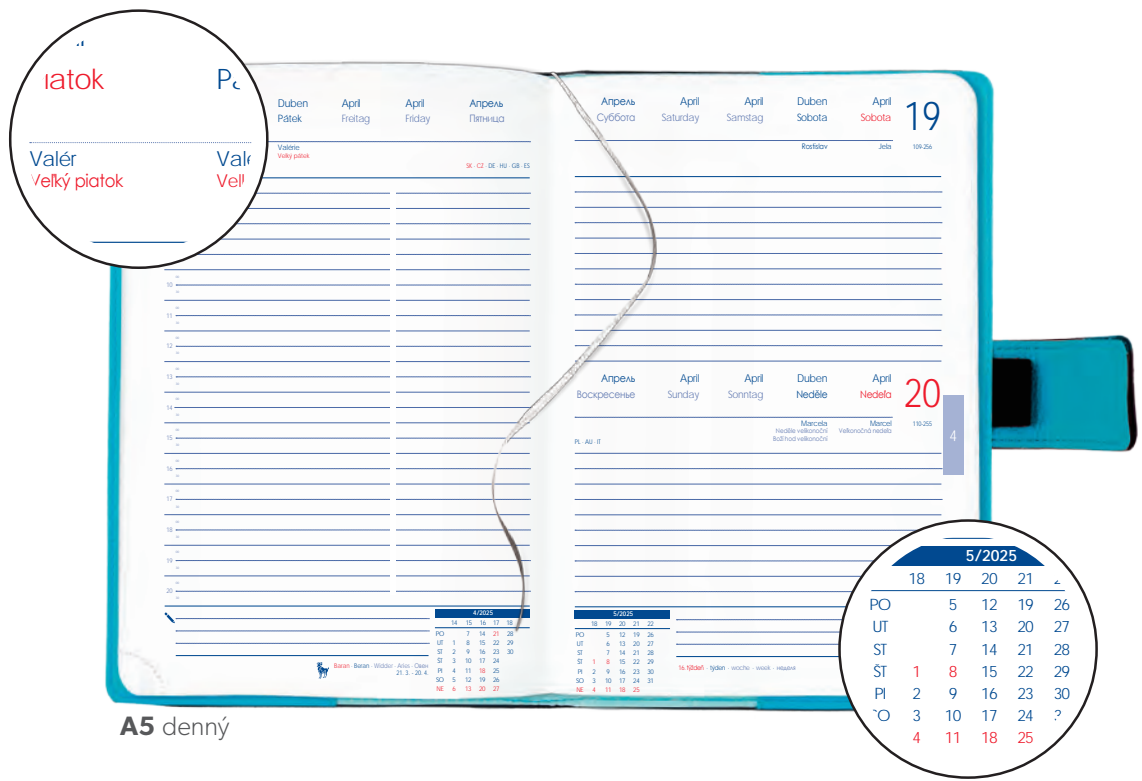 iatok
Valér
Veľký piatok
Duben April April Апрель
Pátek Freitag Friday Пятница
Valérie
Velký pátek
SK · CZ · DE · HU · GB · ES
10
11
12
13
14
15
16
17
18
19
20
4/2025
14 15 16 17 18
PO 7 14 21 28
UT 1 8 15 22 29
ST 2 9 16 23 30
ŠT 3 10 17 24
PI 4 11 18 25
SO 5 12 19 26
NE 6 13 20 27
Baran · Beran · Widder · Aries · Овен
21. 3. - 20. 4.
Апрель April April Duben April 19
Суббота Saturday Samstag Sobota Sobota
Rostislav Jela 109-256
Апрель April April Duben April 20
Воскресенье Sunday Sonntag Neděle Nedeľa
Marcela Marcel 110-255
Neděle velikonoční Veľkonočná nedeľa
Boží hod velikonoční
PL · AU · IT
4
5/2025
18 19 20 21 22
PO 5 12 19 26
UT 6 13 20 27
ST 7 14 21 28
ŠT 1 8 15 22 29
PI 2 9 16 23 30
SO 3 10 17 24 31
NE 4 11 18 25
16. týždeň · týden · woche · week · неделя
5/2025
18 19 20 21
PO 5 12 19 26
UT 6 13 20 27
ST 7 14 21 28
ŠT 1 8 15 22 29
PI 2 9 16 23 30
3 10 17 24
4 11 18 25
A5 denný